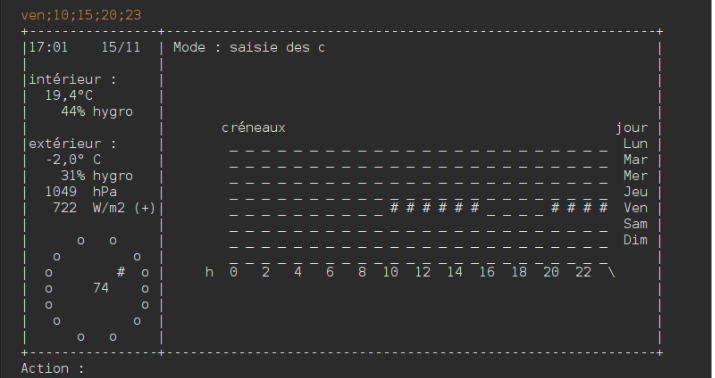 ven;10;15;20;23
+----------------+-------------------------------------------------------------+
|17:01    15/11  | Mode : saisie des c                                         |
|                |                                                             |
|intérieur :     |                                                             |
|  19,4°C        |                                                             |
|    44% hygro   |                                                             |
|                |      créneaux                                         jour |
|extérieur :     |       _ _ _ _ _ _ _ _ _ _ _ _ _ _ _ _ _ _ _ _ _ _ _ _  Lun |
|  -2,0° C       |       _ _ _ _ _ _ _ _ _ _ _ _ _ _ _ _ _ _ _ _ _ _ _ _  Mar |
|    31% hygro   |       _ _ _ _ _ _ _ _ _ _ _ _ _ _ _ _ _ _ _ _ _ _ _ _  Mer |
|  1049  hPa     |       _ _ _ _ _ _ _ _ _ _ _ _ _ _ _ _ _ _ _ _ _ _ _ _  Jeu |
|   722  W/m2 (+)|       _ _ _ _ _ _ _ _ _ _ # # # # # # _ _ _ _ # # # #  Ven |
|                |       _ _ _ _ _ _ _ _ _ _ _ _ _ _ _ _ _ _ _ _ _ _ _ _  Sam |
|      o   o     |       _ _ _ _ _ _ _ _ _ _ _ _ _ _ _ _ _ _ _ _ _ _ _ _  Dim |
|   o         o  |       _ _ _ _ _ _ _ _ _ _ _ _ _ _ _ _ _ _ _ _ _ _ _ _      |
|  o        #  o |     h  0   2   4   6   8  10  12  14  16  18  20  22  \     |
|  o     74    o |                                                             |
|  o           o |                                                             |
|   o         o  |                                                             |
|      o   o     |                                                             |
+----------------+-------------------------------------------------------------+
Action :